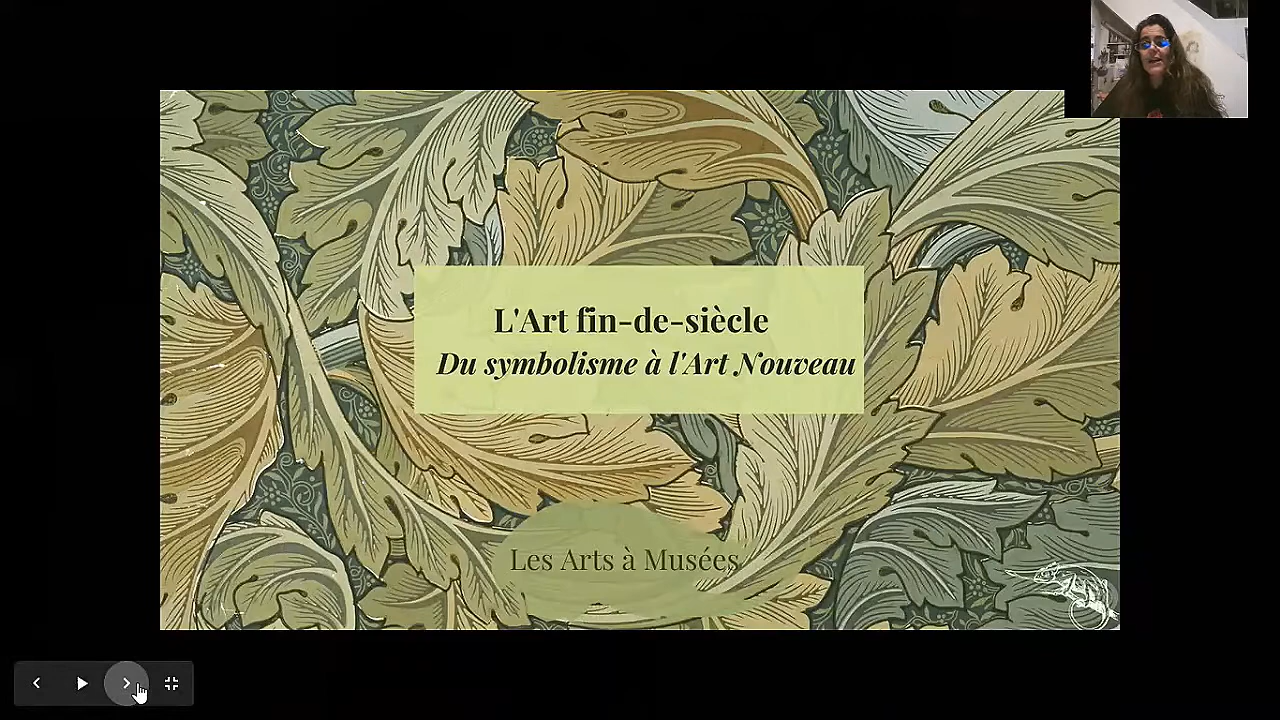 L'Art fin-de-siècle
Du symbolisme à l'Art Nouveau
Les Arts à Musées